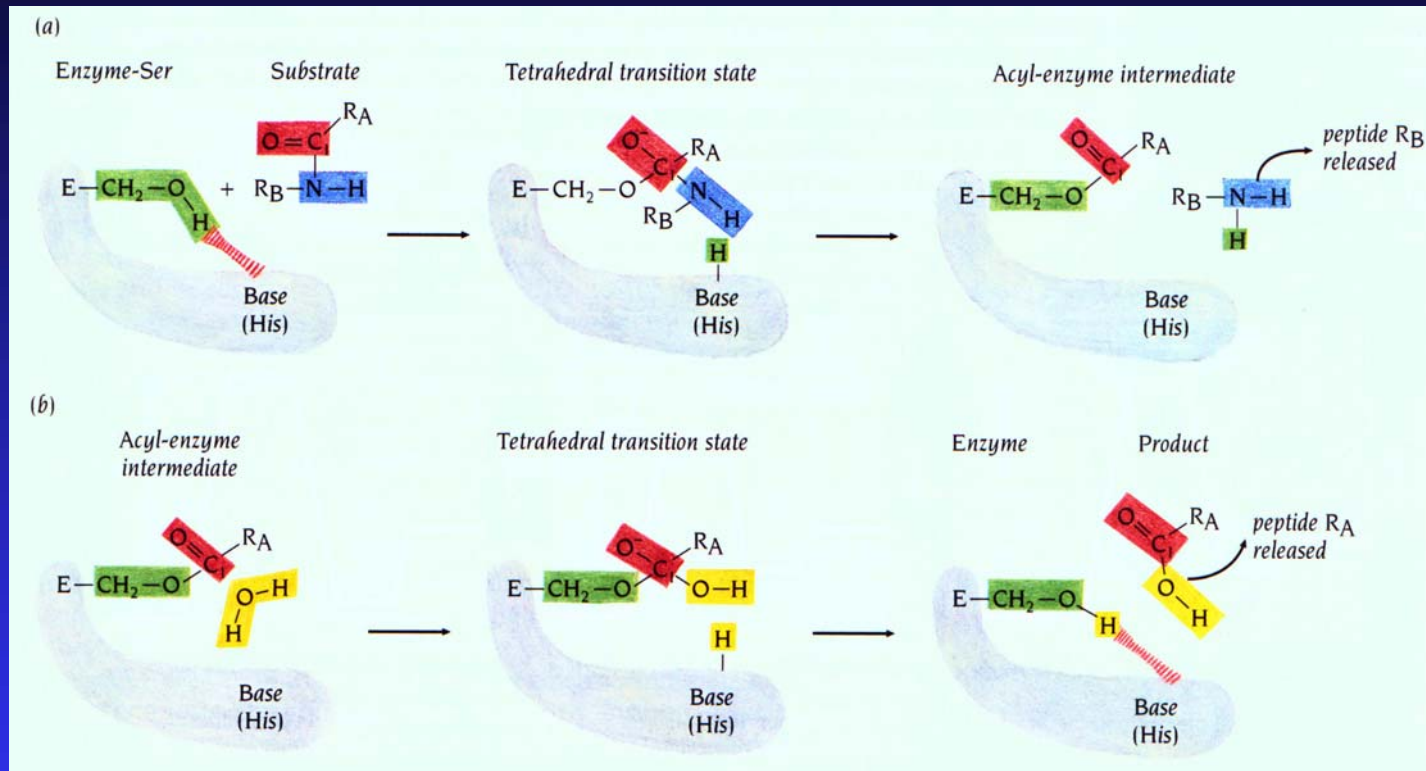 (a)
Enzyme-Ser Substrate Tetrahedral transition state Acyl-enzyme intermediate
RA
O=C
E—CH2—O + RB—N—H
H
Base
(His)
O⁻
C RA
E—CH2—O N
RB H
H
Base
(His)
O=C RA
E—CH2—O
RB—N—H
H
peptide RB
released
Base
(His)
(b)
Acyl-enzyme
intermediate
Tetrahedral transition state
Enzyme Product
O=C RA
E—CH2—O
O—H
H
Base
(His)
O⁻
C RA
E—CH2—O O—H
H
Base
(His)
O=C RA
O
H
E—CH2—O
H
peptide RA
released
Base
(His)